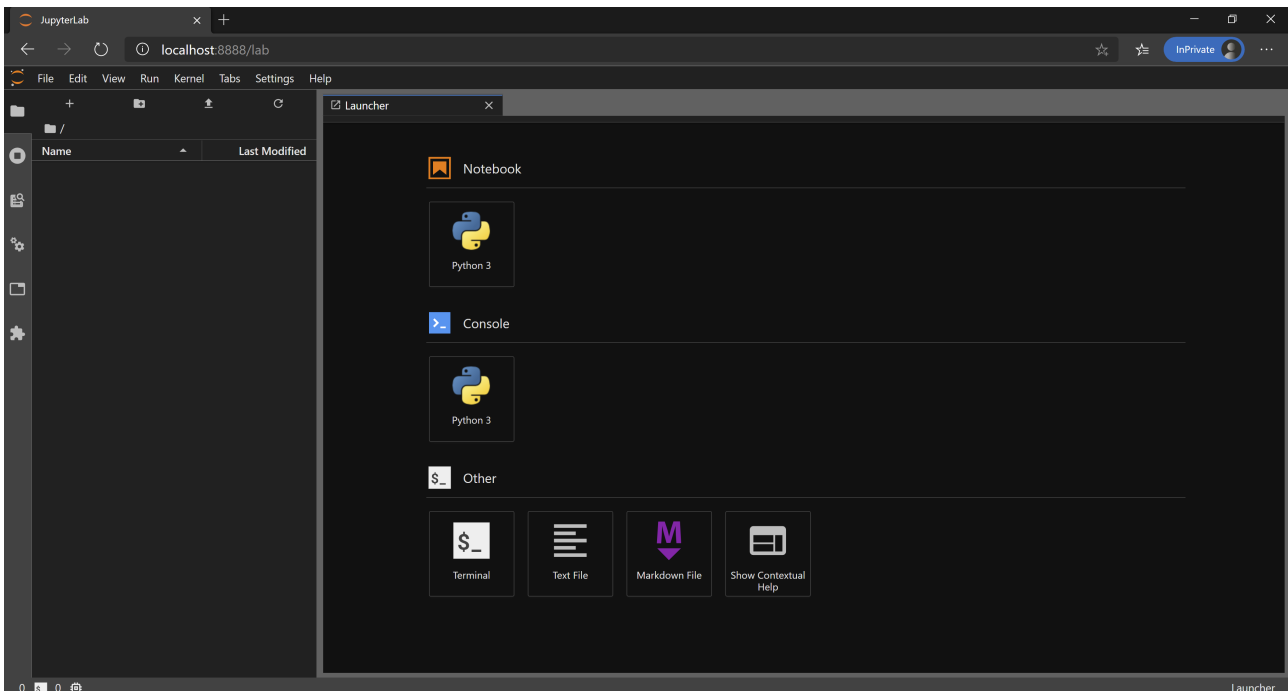 JupyterLab
localhost:8888/lab
InPrivate
File Edit View Run Kernel Tabs Settings Help
Launcher
/
Name Last Modified
Notebook
Python 3
>_ Console
Python 3
$_ Other
$_
Terminal
Text File
M
Markdown File
Show Contextual
Help
0 $_ 0 Launcher